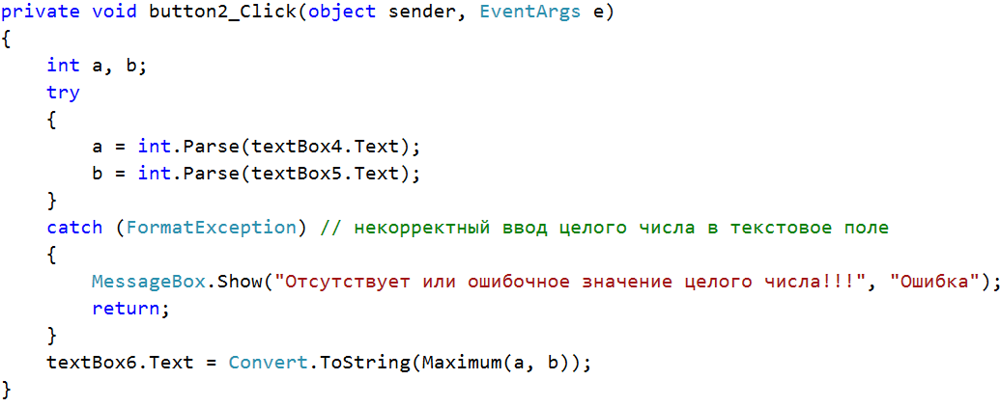 private void button2_Click(object sender, EventArgs e)
{
    int a, b;
    try
    {
        a = int.Parse(textBox4.Text);
        b = int.Parse(textBox5.Text);
    }
    catch (FormatException) // некорректный ввод целого числа в текстовое поле
    {
        MessageBox.Show("Отсутствует или ошибочное значение целого числа!!!", "Ошибка");
        return;
    }
    textBox6.Text = Convert.ToString(Maximum(a, b));
}